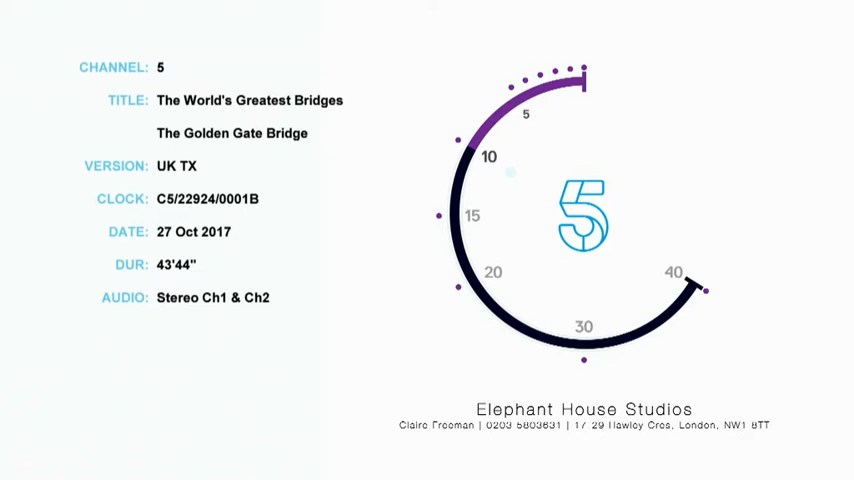 CHANNEL: 5
TITLE: The World's Greatest Bridges
The Golden Gate Bridge
VERSION: UK TX
CLOCK: C5/22924/0001B
DATE: 27 Oct 2017
DUR: 43'44"
AUDIO: Stereo Ch1 & Ch2
5
10
15
20
30
40
5
Elephant House Studios
Claire Freeman | 0203 5803631 | 17-29 Hawley Cres, London, NW1 8TT